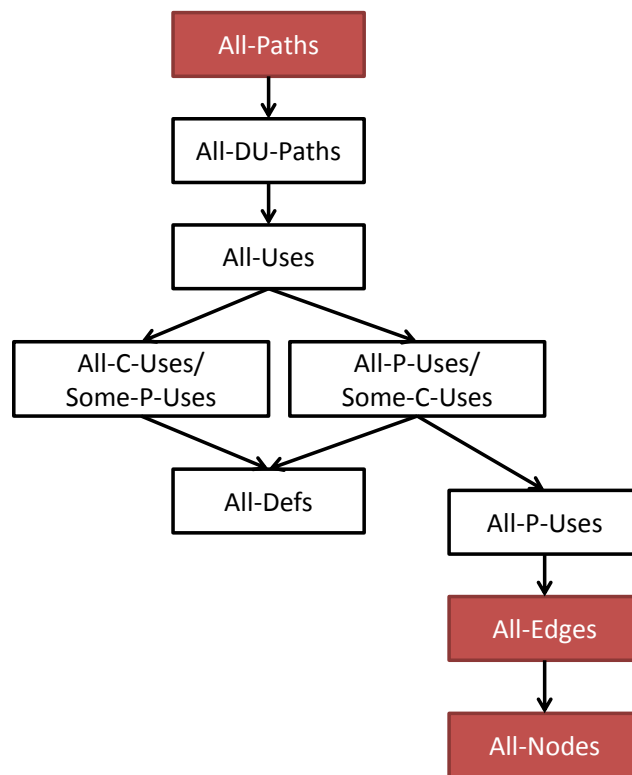 All-Paths
All-DU-Paths
All-Uses
All-C-Uses/
Some-P-Uses
All-P-Uses/
Some-C-Uses
All-Defs
All-P-Uses
All-Edges
All-Nodes